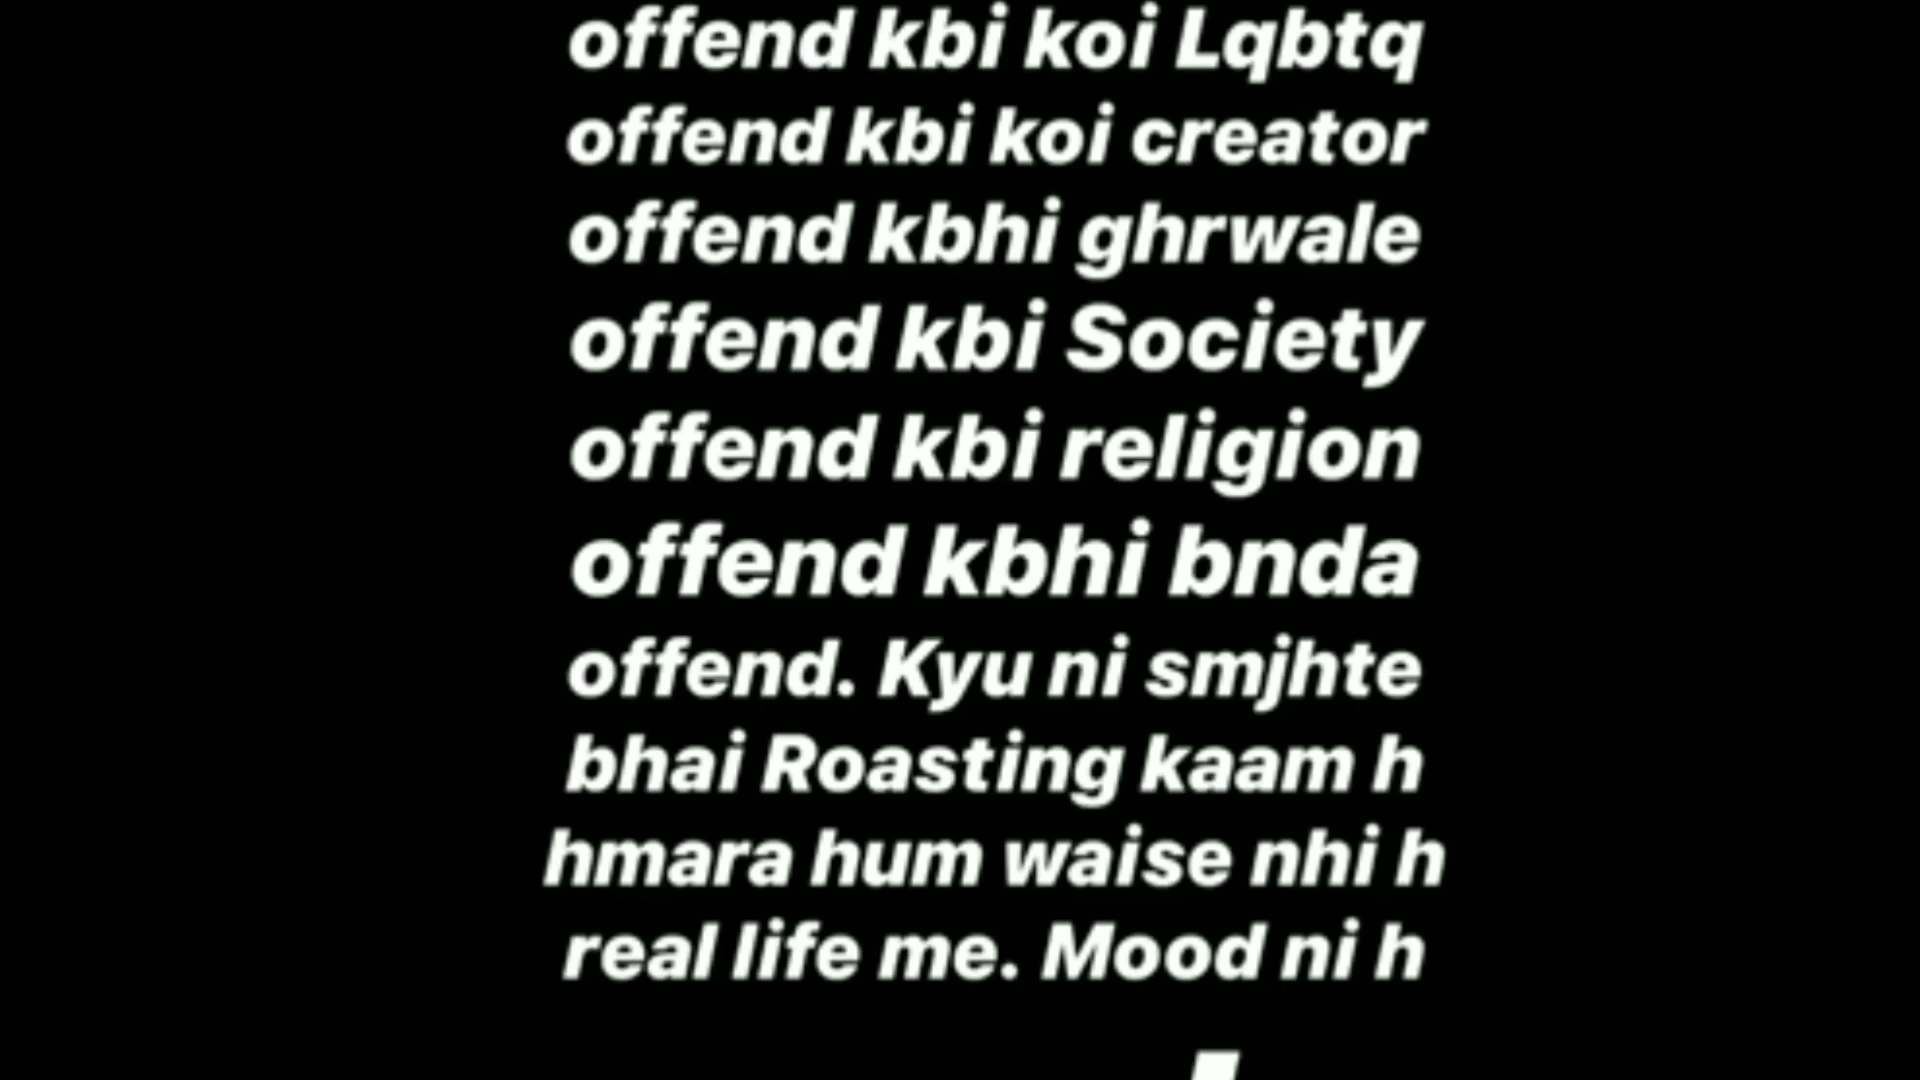 offend kbi koi Lqbtq
offend kbi koi creator
offend kbhi ghrwale
offend kbi Society
offend kbi religion
offend kbhi bnda
offend. Kyu ni smjhte
bhai Roasting kaam h
hmara hum waise nhi h
real life me. Mood ni h